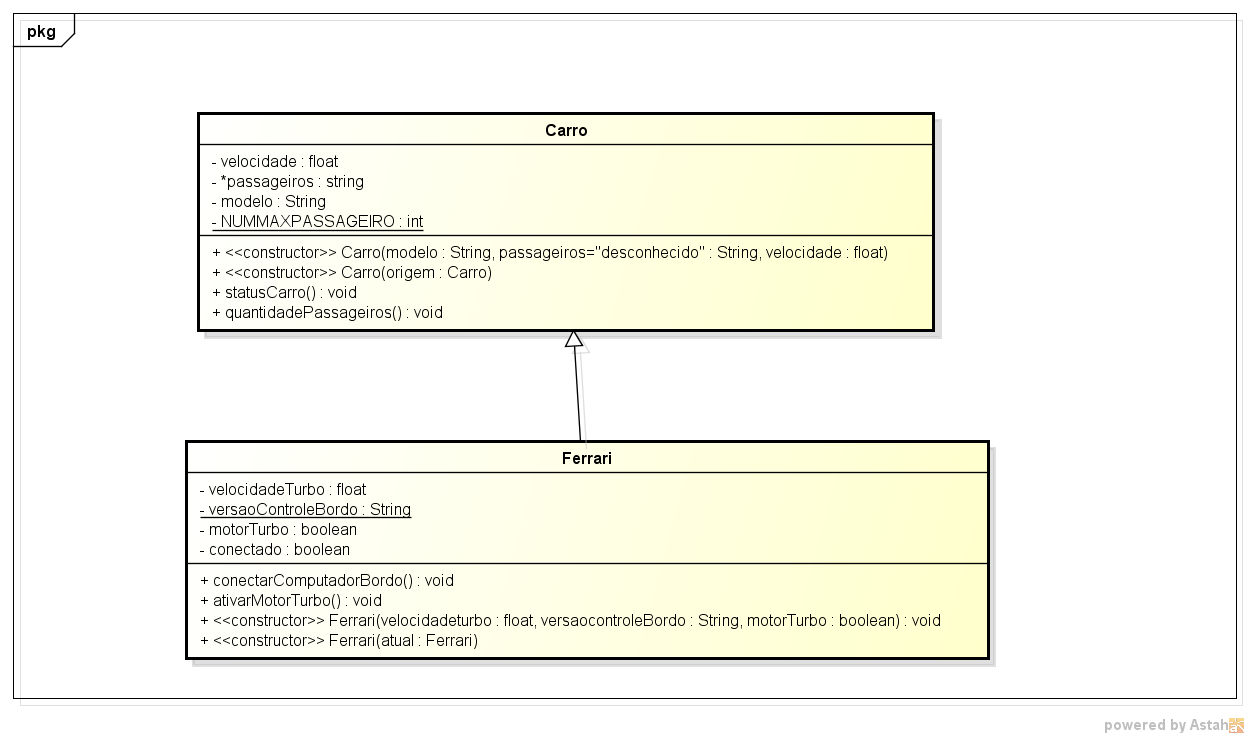 pkg
Carro
- velocidade : float
- *passageiros : string
- modelo : String
- NUMMAXPASSAGEIRO : int
+ <<constructor>> Carro(modelo : String, passageiros="desconhecido" : String, velocidade : float)
+ <<constructor>> Carro(origem : Carro)
+ statusCarro() : void
+ quantidadePassageiros() : void
Ferrari
- velocidadeTurbo : float
- versaoControleBordo : String
- motorTurbo : boolean
- conectado : boolean
+ conectarComputadorBordo() : void
+ ativarMotorTurbo() : void
+ <<constructor>> Ferrari(velocidadeturbo : float, versaocontroleBordo : String, motorTurbo : boolean) : void
+ <<constructor>> Ferrari(atual : Ferrari)
powered by Astah